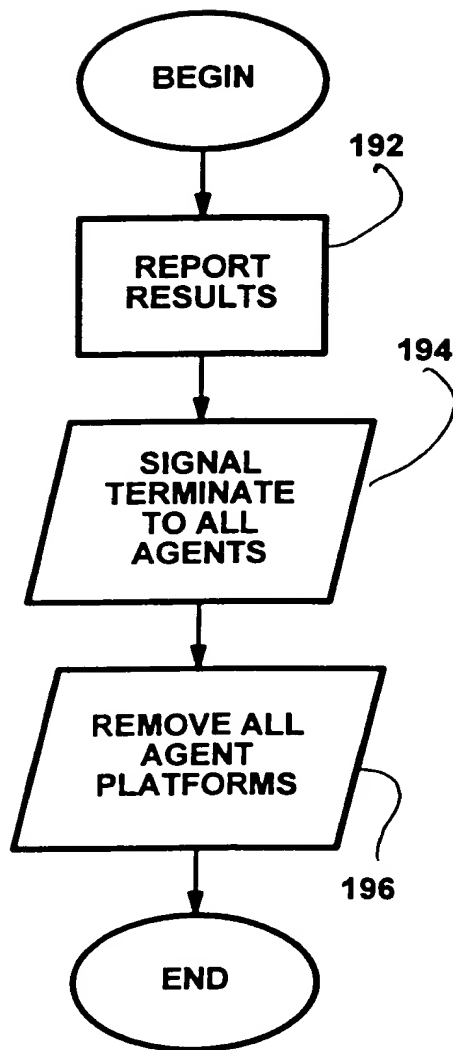 BEGIN
192
REPORT
RESULTS
194
SIGNAL
TERMINATE
TO ALL
AGENTS
REMOVE ALL
AGENT
PLATFORMS
196
END